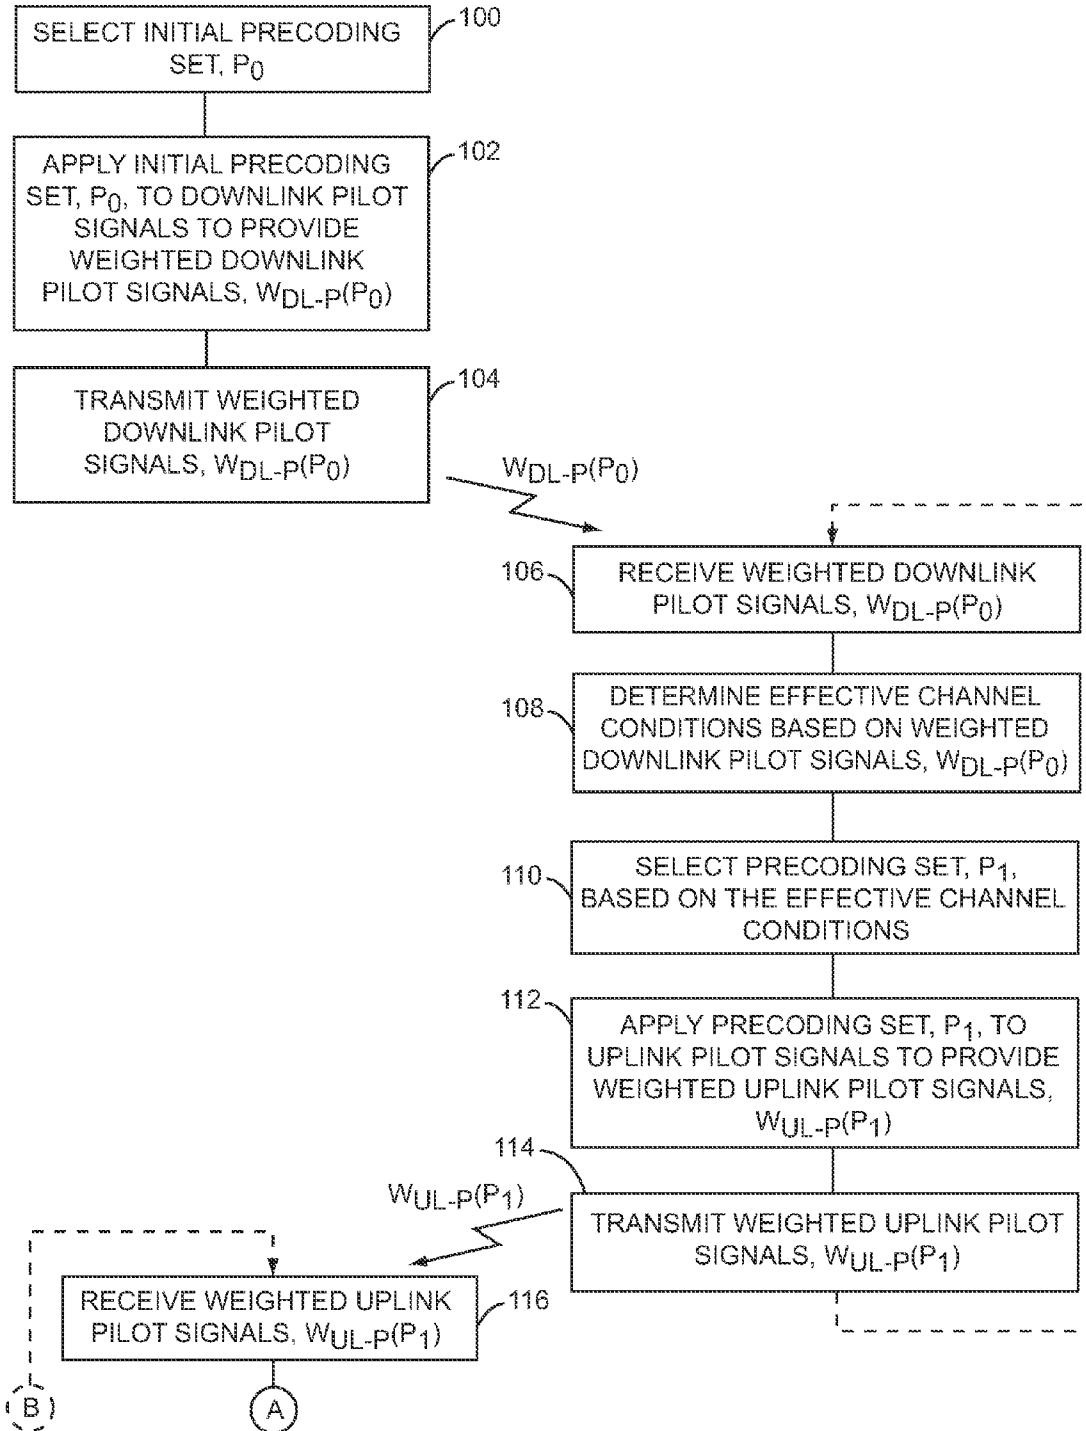 SELECT INITIAL PRECODING
SET, P0
100
APPLY INITIAL PRECODING
SET, P0, TO DOWNLINK PILOT
SIGNALS TO PROVIDE
WEIGHTED DOWNLINK
PILOT SIGNALS, WDL-P(P0)
102
TRANSMIT WEIGHTED
DOWNLINK PILOT
SIGNALS, WDL-P(P0)
104
WDL-P(P0)
106
RECEIVE WEIGHTED DOWNLINK
PILOT SIGNALS, WDL-P(P0)
108
DETERMINE EFFECTIVE CHANNEL
CONDITIONS BASED ON WEIGHTED
DOWNLINK PILOT SIGNALS, WDL-P(P0)
110
SELECT PRECODING SET, P1,
BASED ON THE EFFECTIVE CHANNEL
CONDITIONS
112
APPLY PRECODING SET, P1, TO
UPLINK PILOT SIGNALS TO PROVIDE
WEIGHTED UPLINK PILOT SIGNALS,
WUL-P(P1)
114
WUL-P(P1)
TRANSMIT WEIGHTED UPLINK PILOT
SIGNALS, WUL-P(P1)
RECEIVE WEIGHTED UPLINK
PILOT SIGNALS, WUL-P(P1)
116
B
A